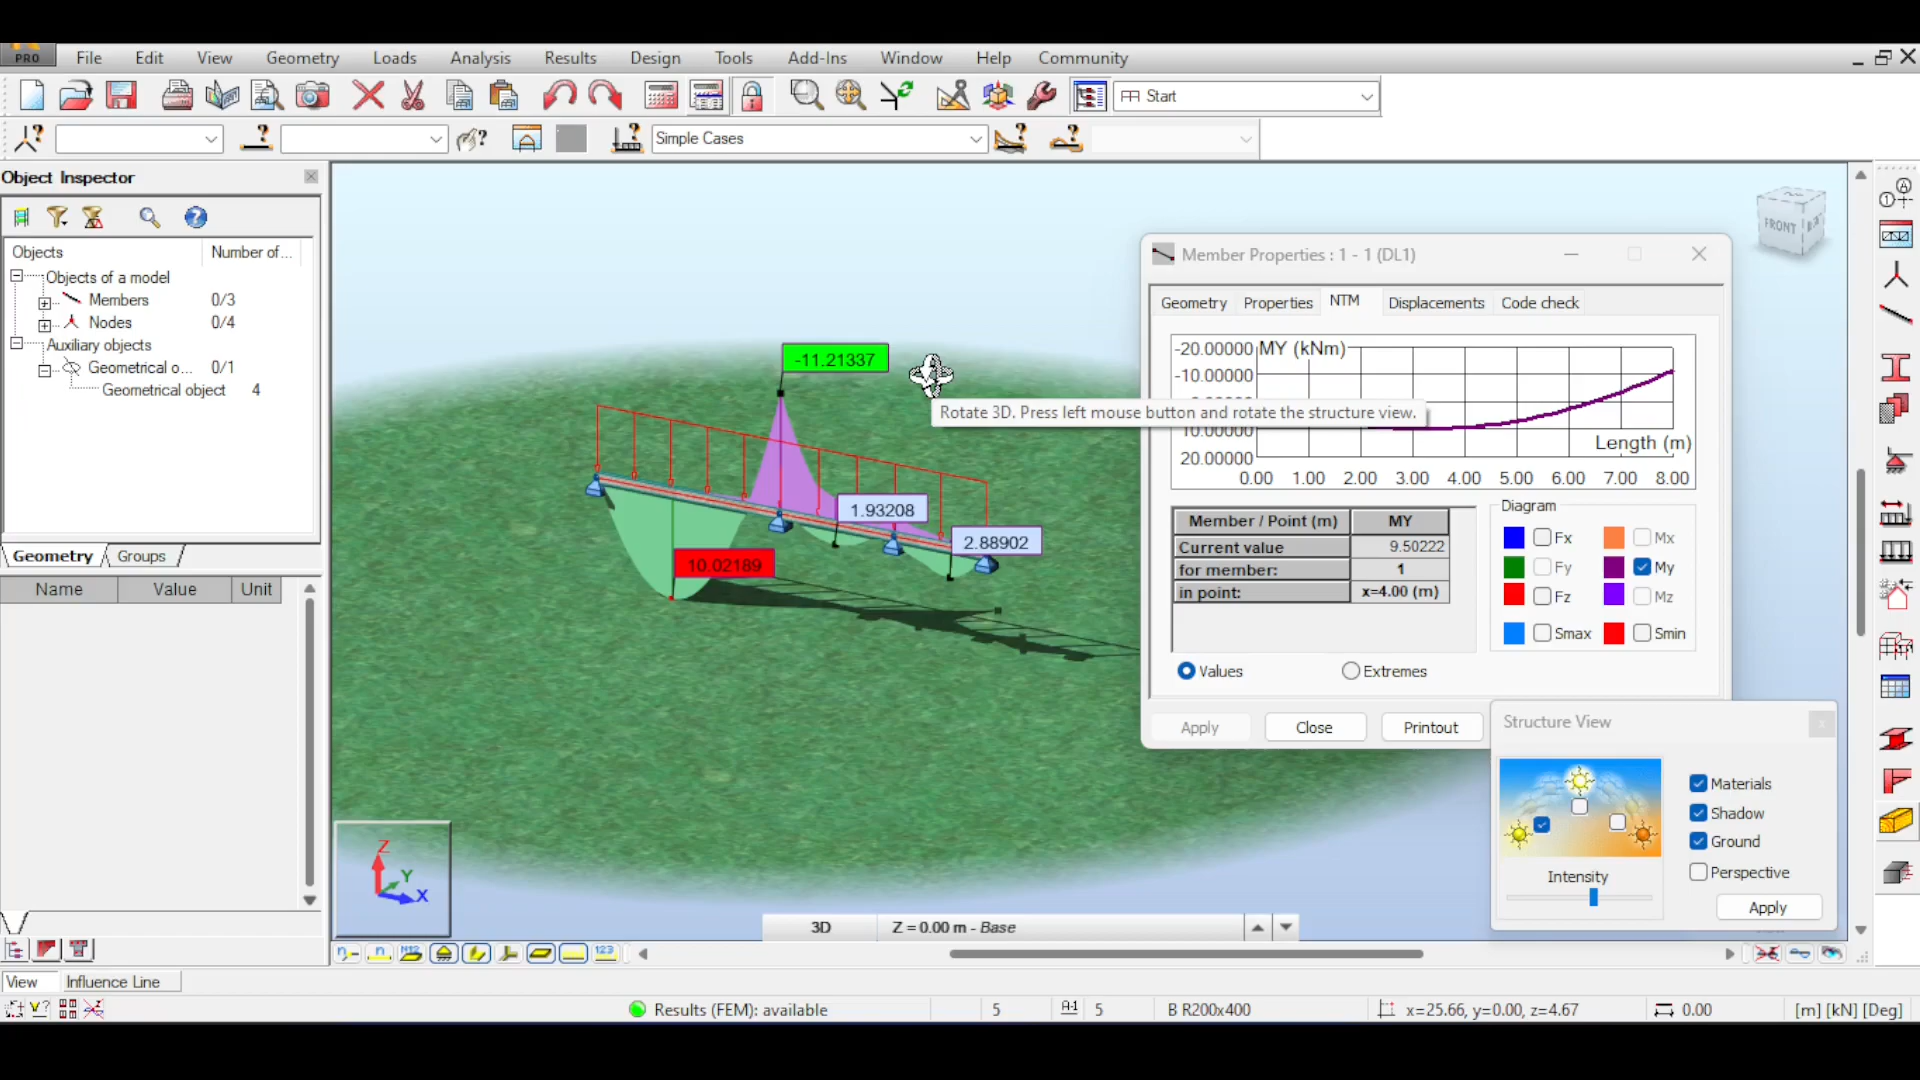 PRO File Edit View Geometry Loads Analysis Results Design Tools Add-Ins Window Help Community
Start
Simple Cases
Object Inspector
Objects Number of...
Objects of a model
Members 0/3
Nodes 0/4
Auxiliary objects
Geometrical o... 0/1
Geometrical object 4
Geometry Groups
Name Value Unit
-11.21337
Rotate 3D. Press left mouse button and rotate the structure view.
1.93208
2.88902
10.02189
FRONT
Member Properties : 1 - 1 (DL1)
Geometry Properties NTM Displacements Code check
-20.00000 MY (kNm)
-10.00000
10.00000
Length (m)
20.00000
0.00 1.00 2.00 3.00 4.00 5.00 6.00 7.00 8.00
Member / Point (m) MY
Current value 9.50222
for member: 1
in point: x=4.00 (m)
Diagram
Fx Mx
Fy My
Fz Mz
Smax Smin
Values Extremes
Apply Close Printout
Structure View
Materials
Shadow
Ground
Perspective
Intensity
Apply
Z
Y
X
3D Z = 0.00 m - Base
View Influence Line
Results (FEM): available 5 5 B R200x400 x=25.66, y=0.00, z=4.67 0.00 [m] [kN] [Deg]